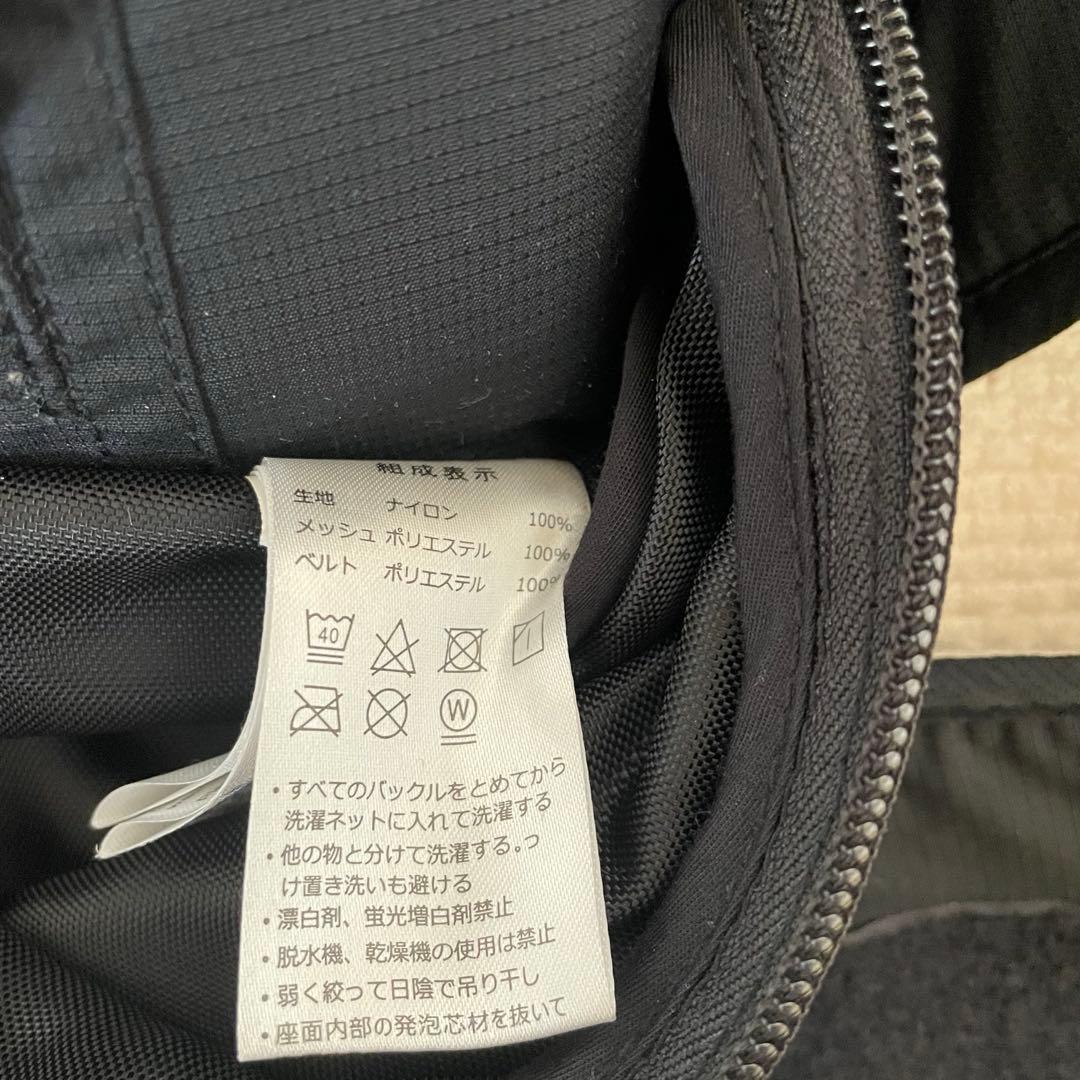 組成表示
生地 ナイロン 100%
メッシュ ポリエステル 100%
ベルト ポリエステル 100%
40
W
・すべてのバックルをとめてから
洗濯ネットに入れて洗濯する
・他の物と分けて洗濯する。つ
け置き洗いも避ける
・漂白剤、蛍光増白剤禁止
・脱水機、乾燥機の使用は禁止
・弱く絞って日陰で吊り干し
・座面内部の発泡芯材を抜いて